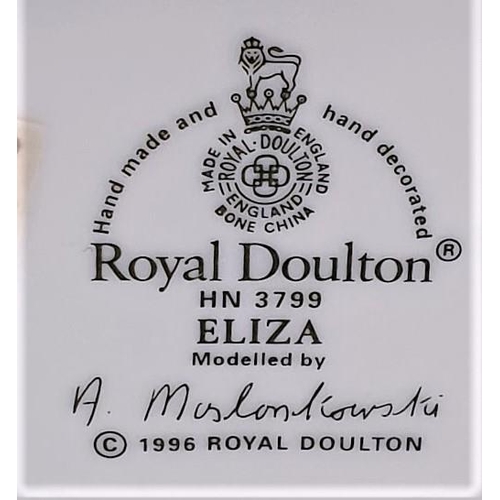 Hand made and hand decorated
MADE IN ENGLAND
ROYAL·DOULTON
ENGLAND
BONE CHINA
Royal Doulton®
HN 3799
ELIZA
Modelled by
A. Maslankowski
© 1996 ROYAL DOULTON